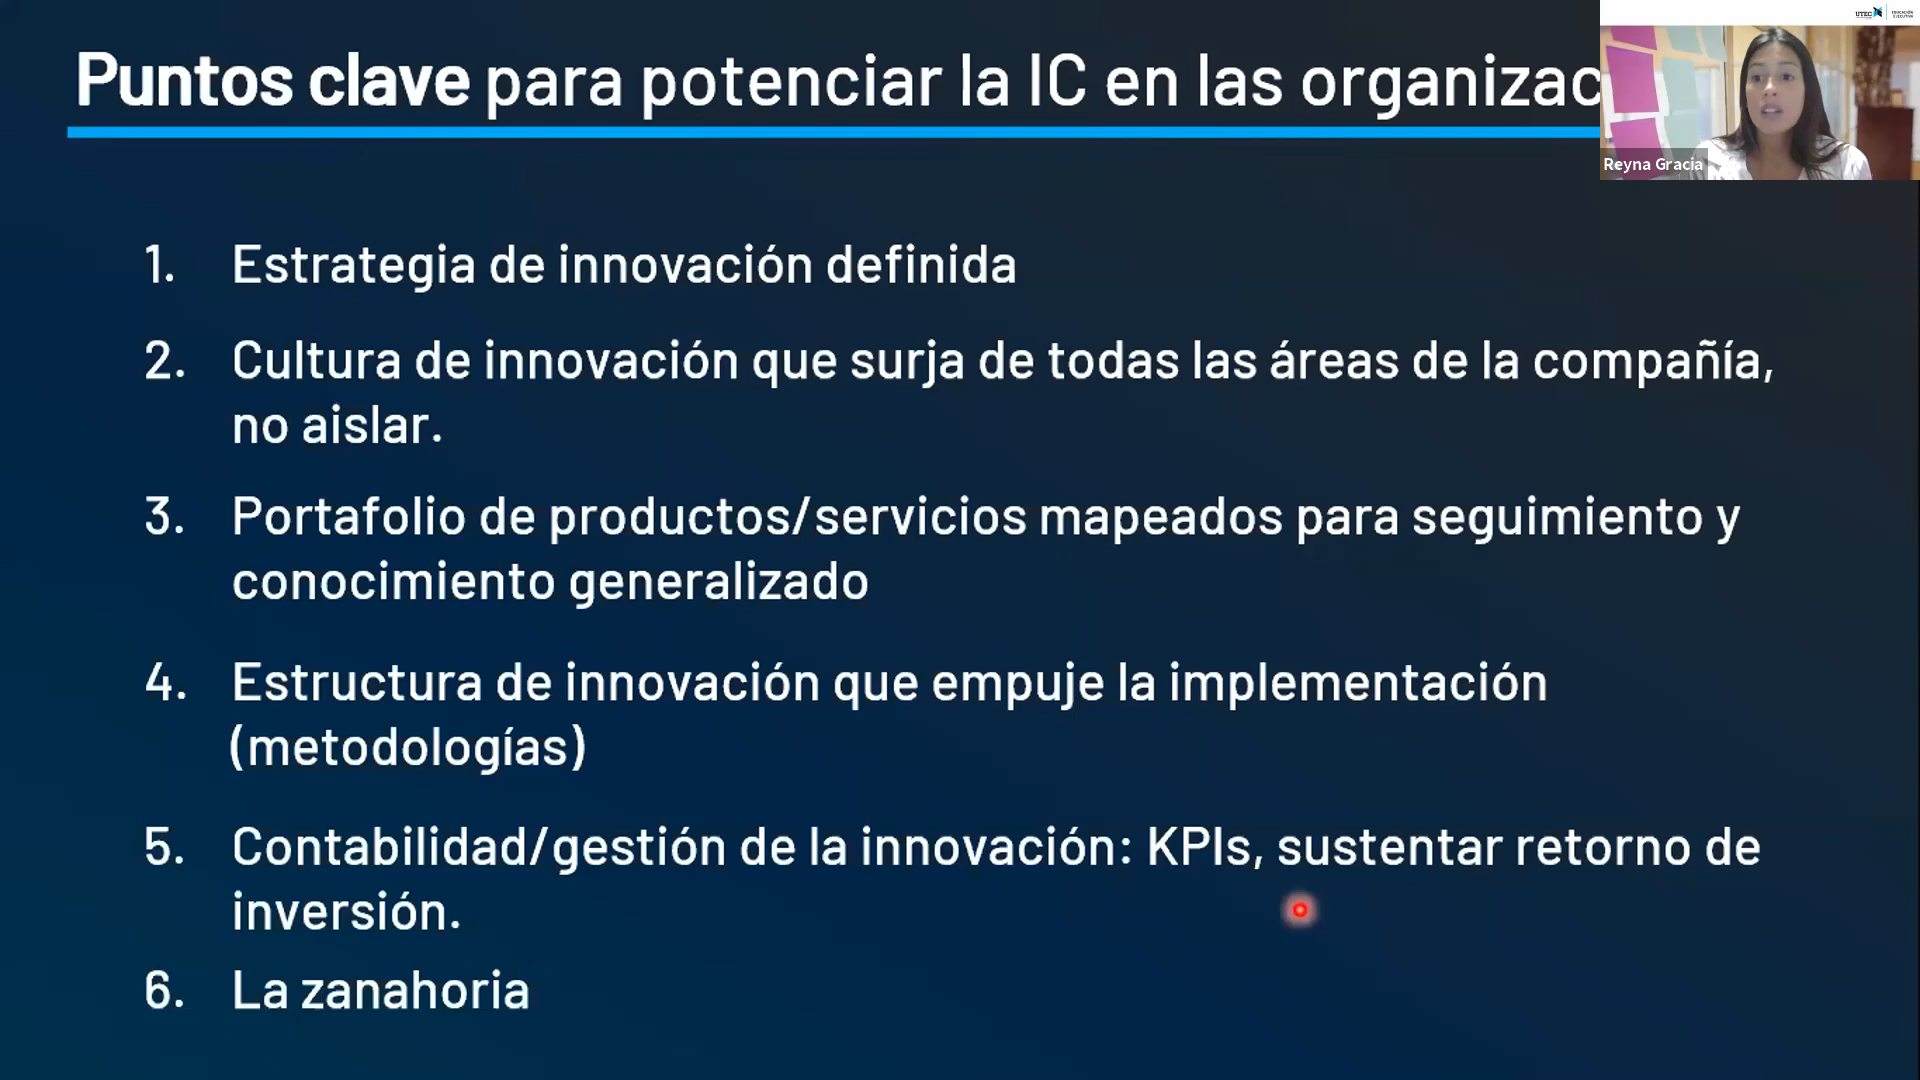 Puntos clave para potenciar la IC en las organizac
UTEC
EDUCACIÓN
EJECUTIVA
Reyna Gracia
1. Estrategia de innovación definida
2. Cultura de innovación que surja de todas las áreas de la compañía,
no aislar.
3. Portafolio de productos/servicios mapeados para seguimiento y
conocimiento generalizado
4. Estructura de innovación que empuje la implementación
(metodologías)
5. Contabilidad/gestión de la innovación: KPIs, sustentar retorno de
inversión.
6. La zanahoria